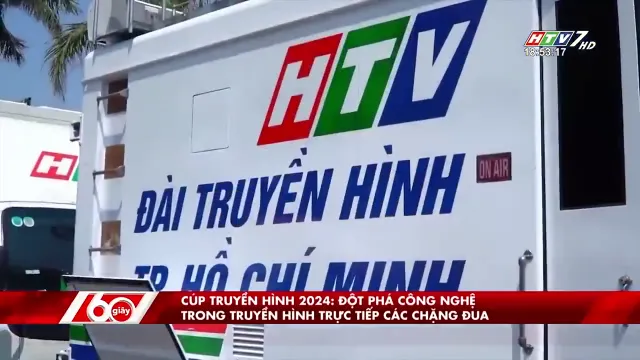 HTV7 HD
18:53:17
HTV
HT
ON AIR
ĐÀI TRUYỀN HÌNH
TP. HỒ CHÍ MINH
60 giây
CÚP TRUYỀN HÌNH 2024: ĐỘT PHÁ CÔNG NGHỆ
TRONG TRUYỀN HÌNH TRỰC TIẾP CÁC CHẶNG ĐUA